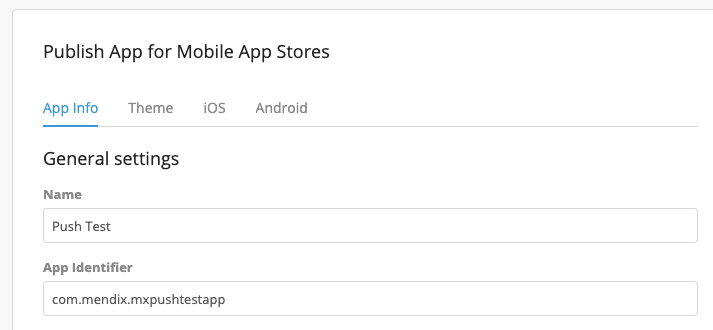 Publish App for Mobile App Stores
App Info Theme iOS Android
General settings
Name
Push Test
App Identifier
com.mendix.mxpushtestapp